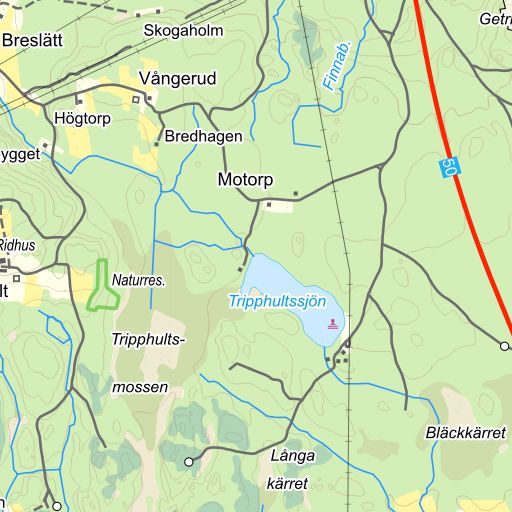 Skogaholm
Getr
Breslätt
Vångerud
Finnab.
Högtorp
Bredhagen
ygget
50
Motorp
Ridhus
Naturres.
lt
Tripphultssjön
Tripphults-
mossen
Bläckkärret
Långa
kärret
n